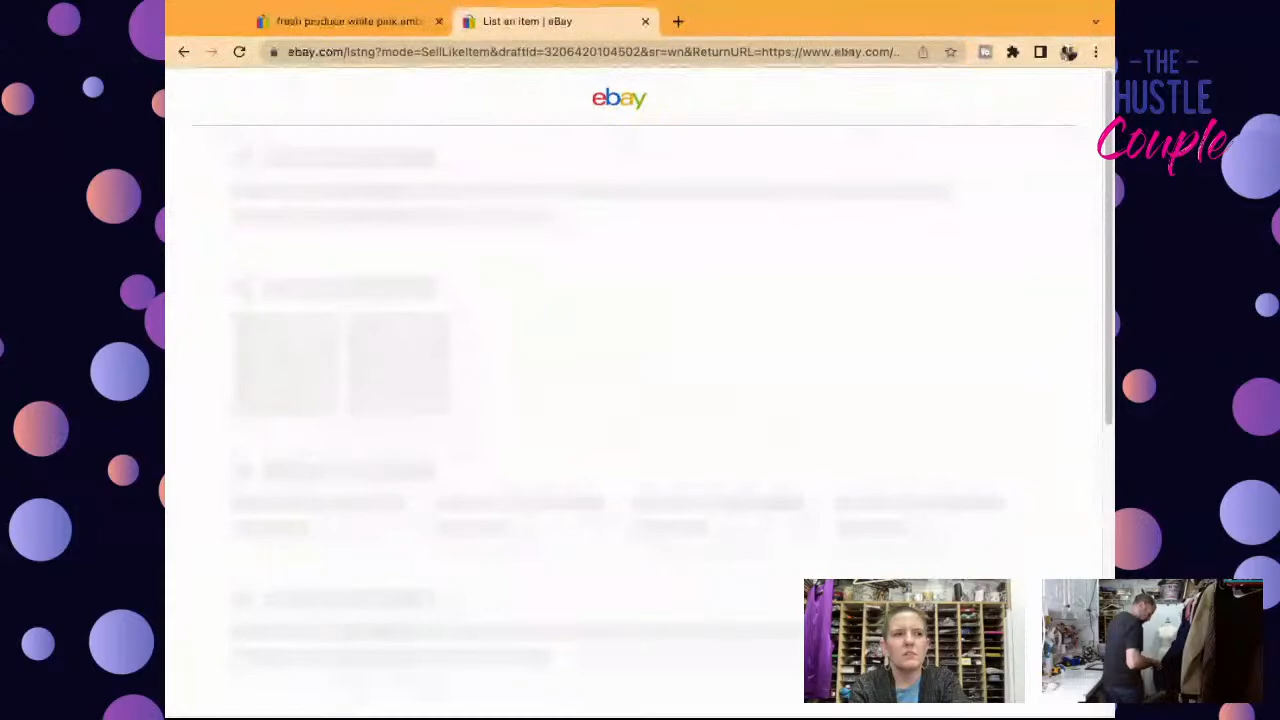 fresh produce white pink emb
List an item | eBay
ebay.com/lstng?mode=SellLikeItem&draftId=3206420104502&sr=wn&ReturnURL=https://www.ebay.com/..
ebay
-THE-
HUSTLE
Couple